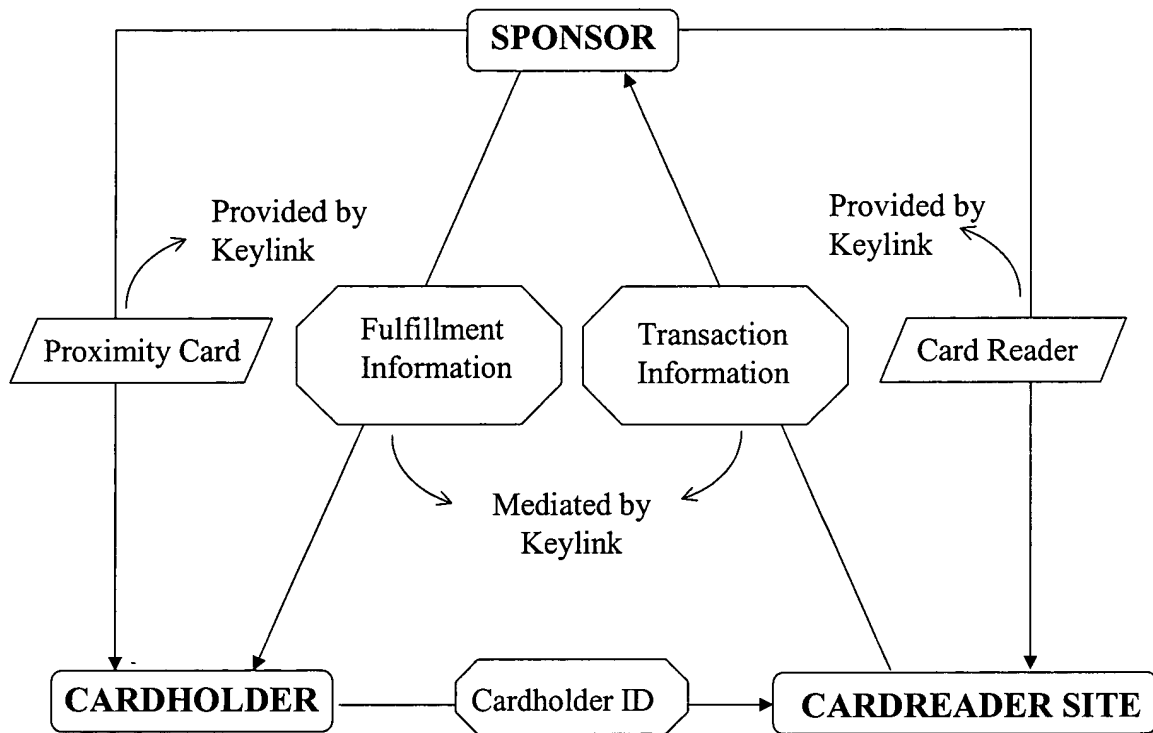 SPONSOR
Provided by
Keylink
Provided by
Keylink
Proximity Card
Fulfillment
Information
Transaction
Information
Card Reader
Mediated by
Keylink
CARDHOLDER
Cardholder ID
CARDREADER SITE